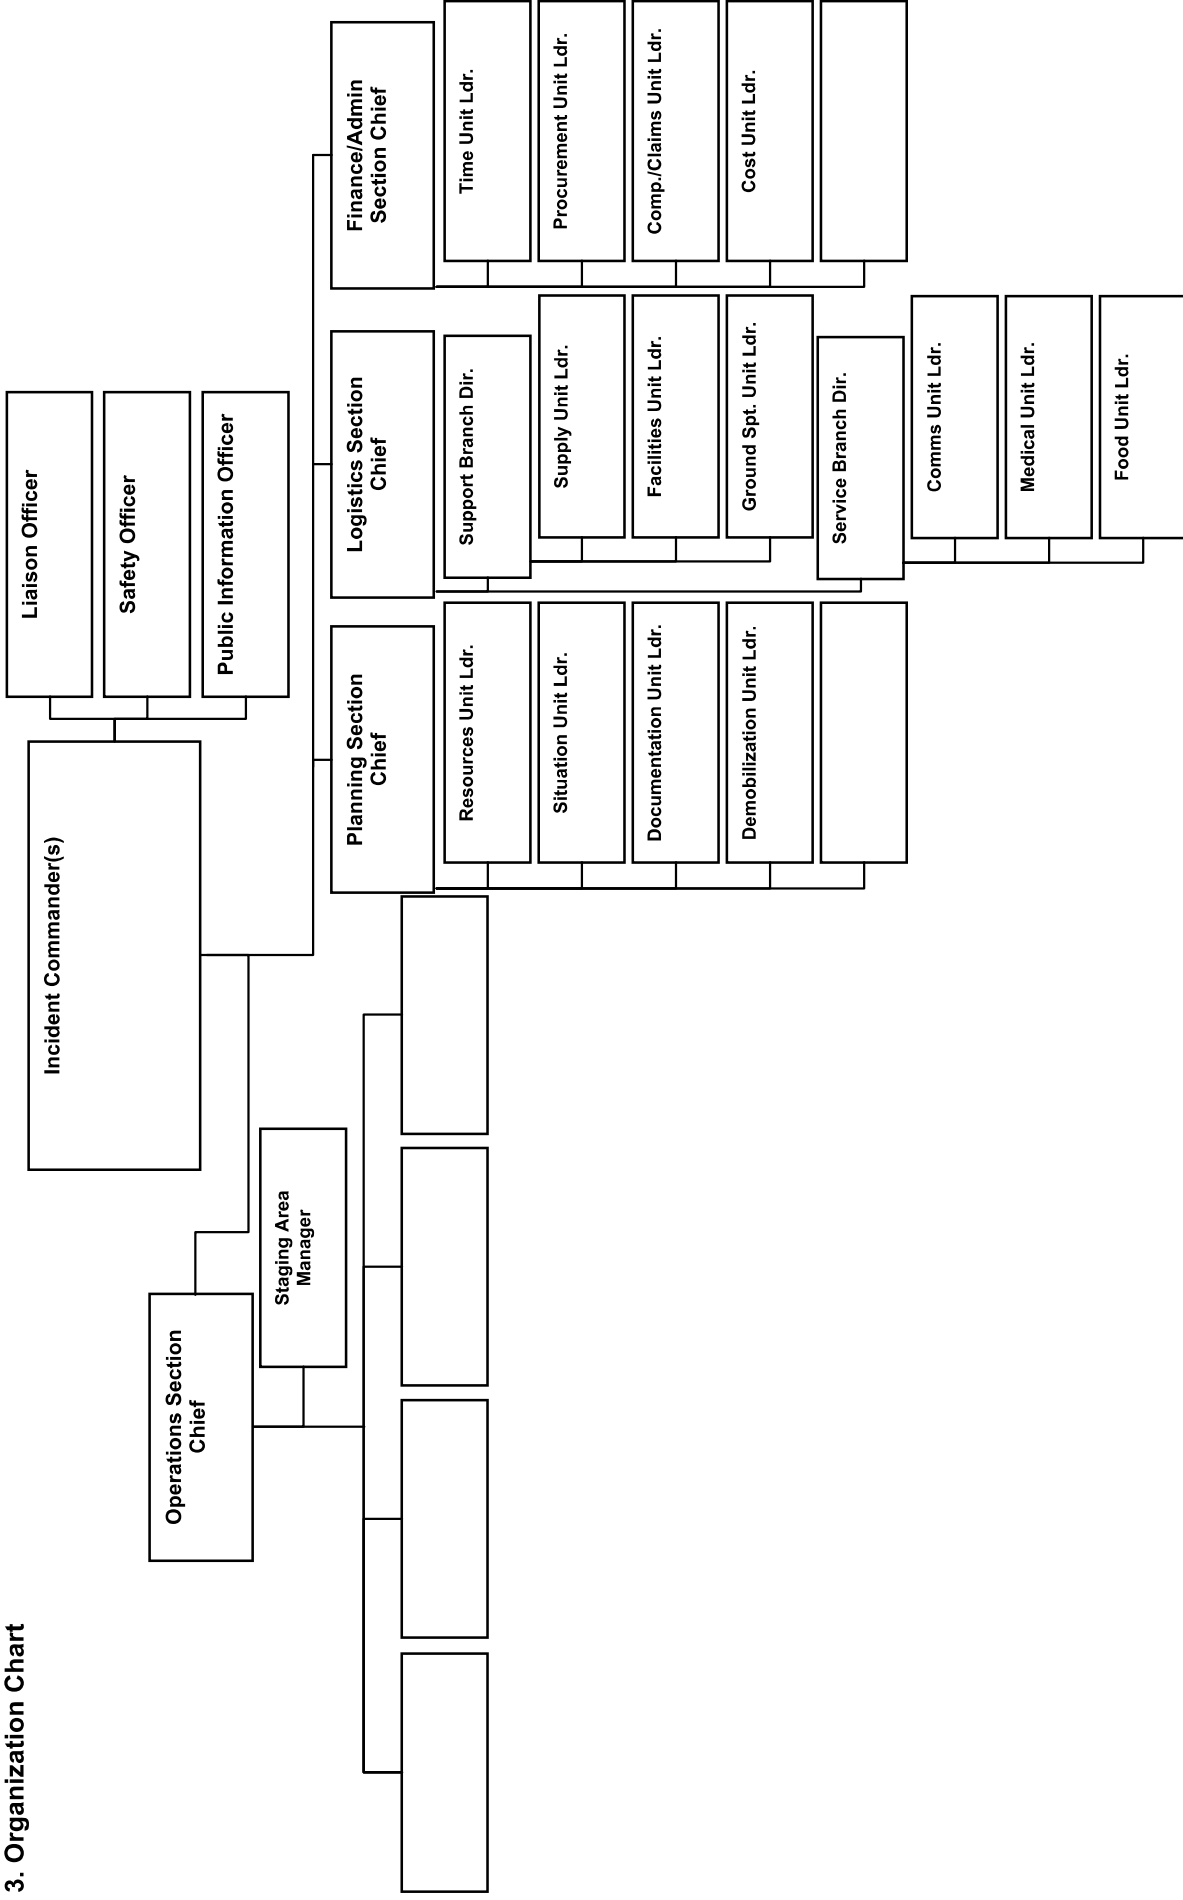 3. Organization Chart
Liaison Officer
Incident Commander(s)
Safety Officer
Public Information Officer
Operations Section
Chief
Staging Area
Manager
Planning Section
Chief
Resources Unit Ldr.
Situation Unit Ldr.
Documentation Unit Ldr.
Demobilization Unit Ldr.
Logistics Section
Chief
Support Branch Dir.
Supply Unit Ldr.
Facilities Unit Ldr.
Ground Spt. Unit Ldr.
Service Branch Dir.
Comms Unit Ldr.
Medical Unit Ldr.
Food Unit Ldr.
Finance/Admin
Section Chief
Time Unit Ldr.
Procurement Unit Ldr.
Comp./Claims Unit Ldr.
Cost Unit Ldr.